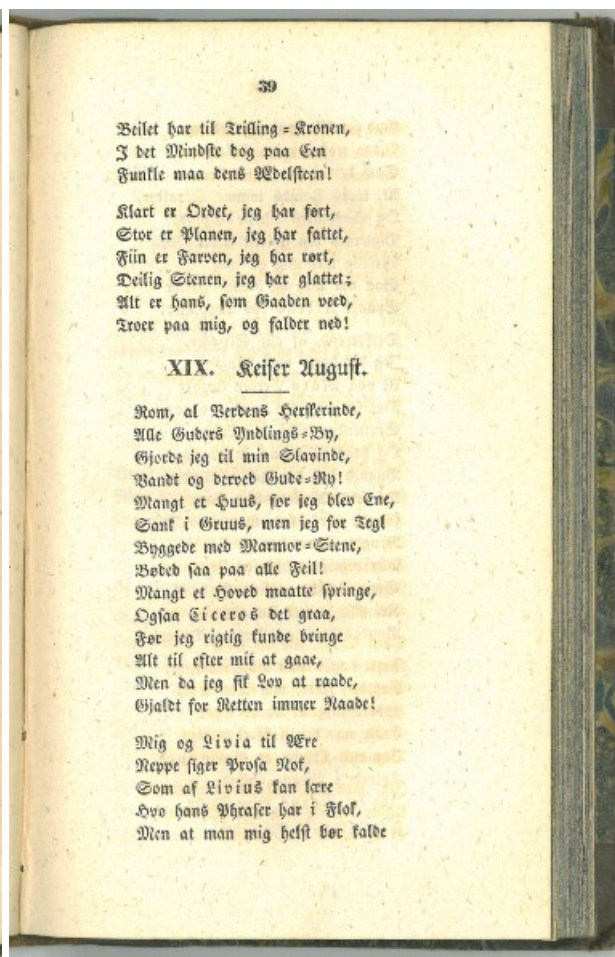 39
Beilet har til Trilling=Kronen,
I det Mindste dog paa Een
Funkle maa dens Ædelsteen!
Klart er Ordet, jeg har ført,
Stor er Planen, jeg har fattet,
Fiin er Farven, jeg har rørt,
Deilig Stenen, jeg har glattet;
Alt er hans, som Gaaden veed,
Troer paa mig, og falder ned!
XIX. Keiser August.
Rom, al Verdens Herskerinde,
Alle Guders Yndlings=By,
Gjorde jeg til min Slavinde,
Vandt og derved Gude=Ry!
Mangt et Huus, før jeg blev Ene,
Sank i Gruus, men jeg for Tegl
Byggede med Marmor=Stene,
Bøded saa paa alle Feil!
Mangt et Hoved maatte springe,
Ogsaa Ciceros det graa,
Før jeg rigtig kunde bringe
Alt til efter mit at gaae,
Men da jeg fik Lov at raade,
Gjaldt for Retten immer Naade!
Mig og Livia til Ære
Neppe siger Prosa Nok,
Som af Livius kan lære
Hvo hans Phraser har i Flok,
Men at man mig helst bør kalde